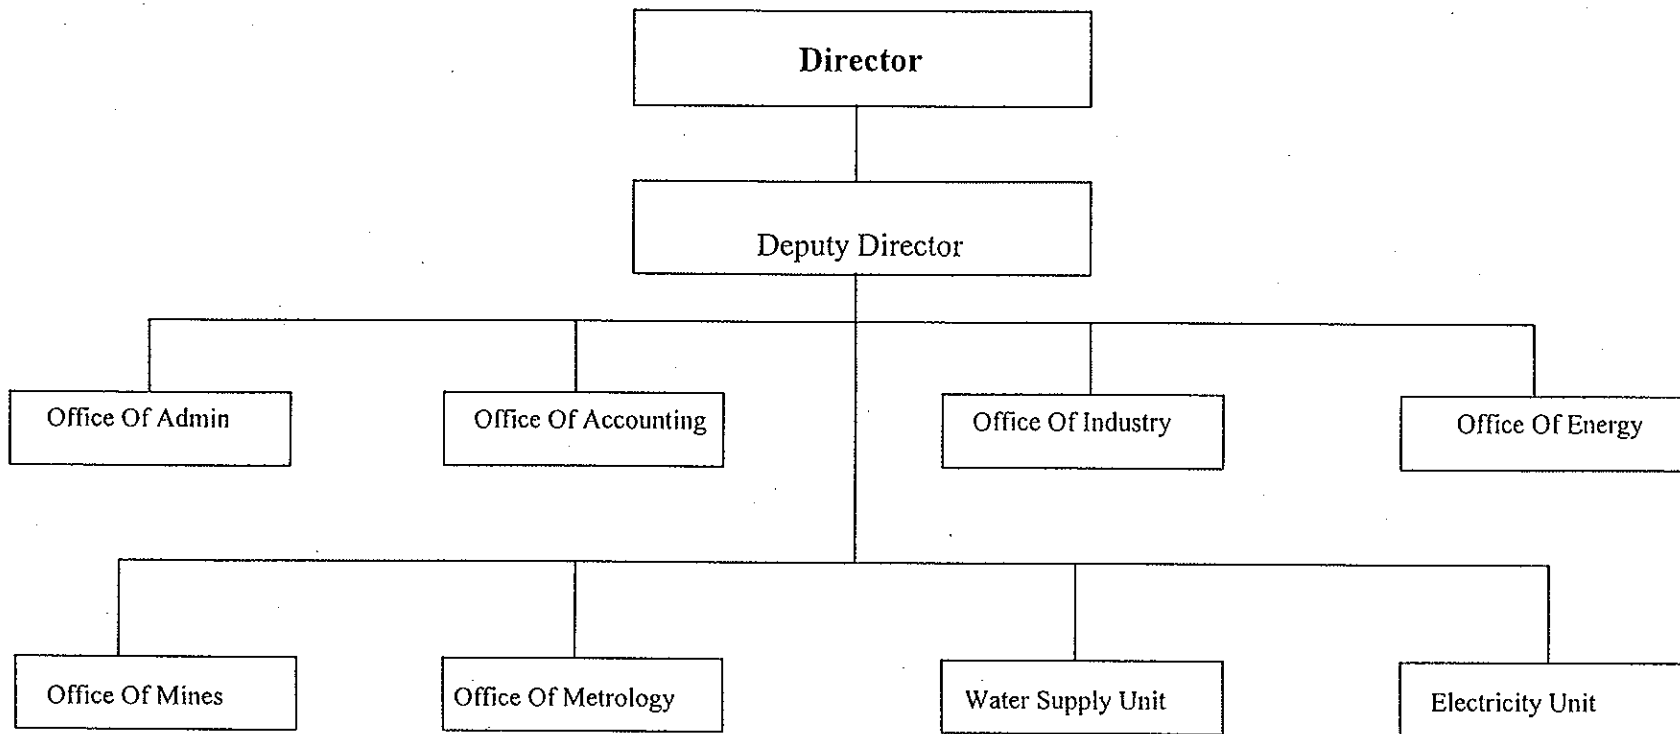 Director
Deputy Director
Office Of Admin
Office Of Accounting
Office Of Industry
Office Of Energy
Office Of Mines
Office Of Metrology
Water Supply Unit
Electricity Unit